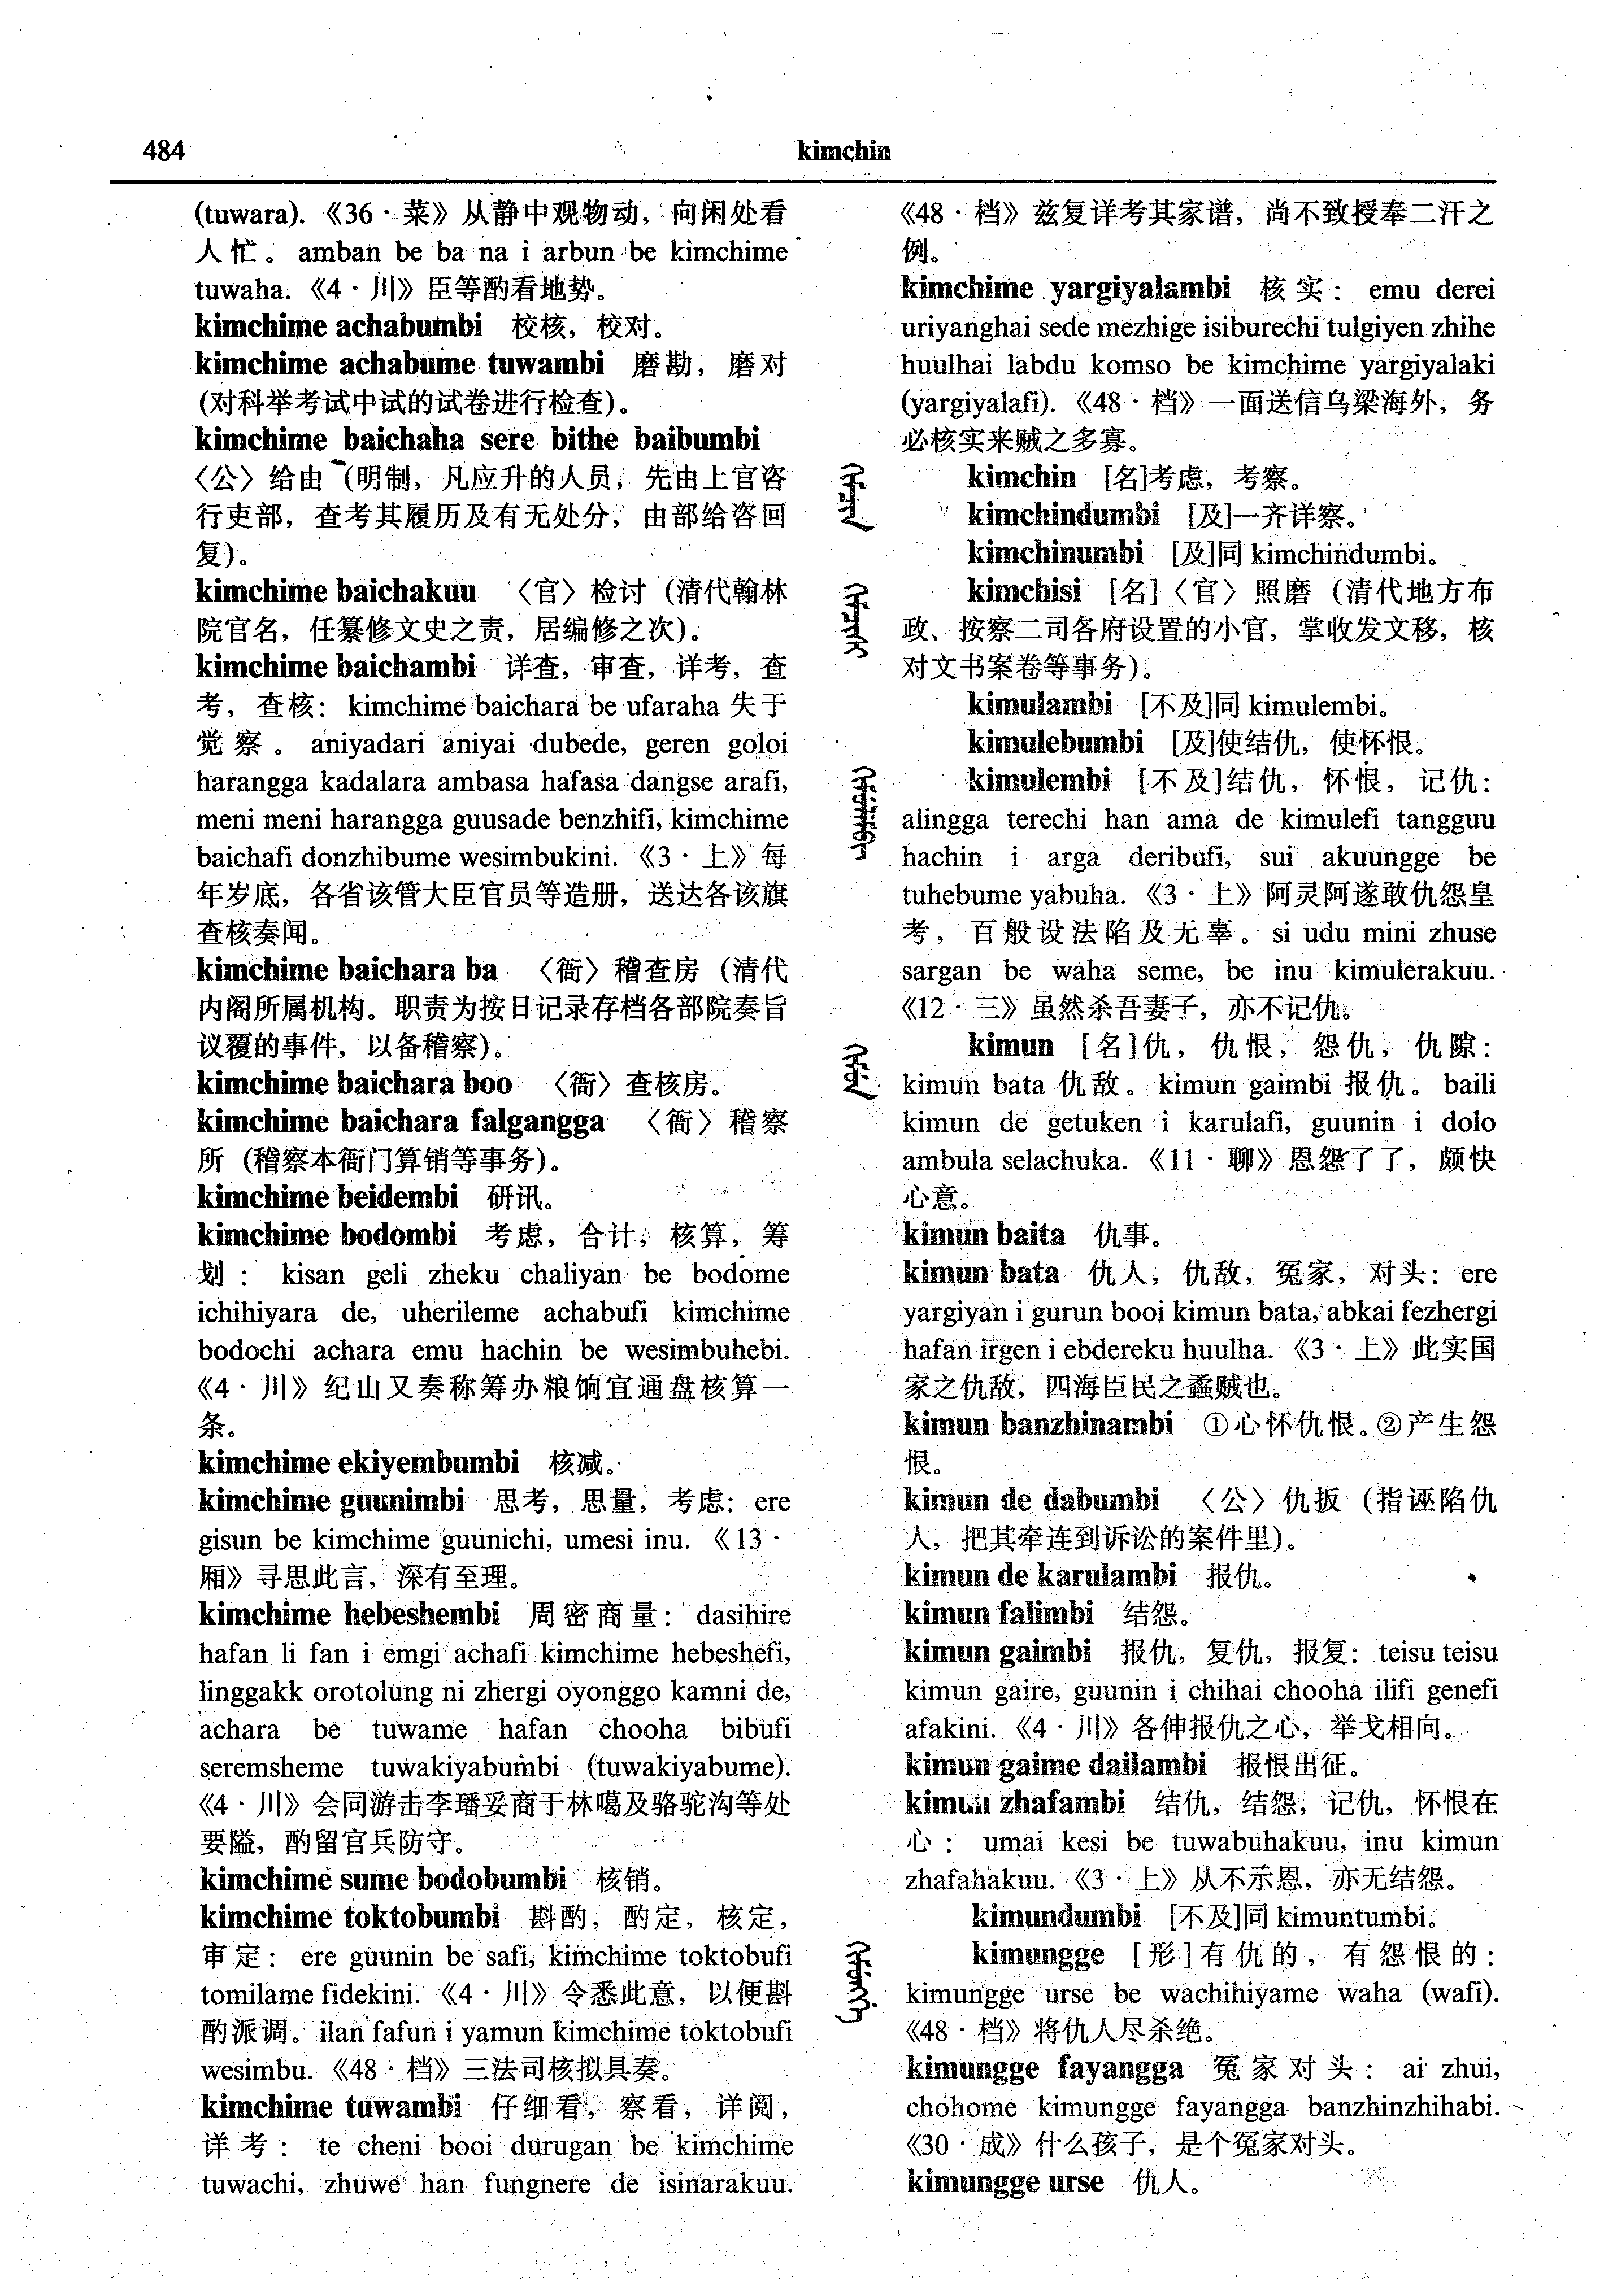 484
kimchin
(tuwara). 《36·菜》从静中观物动，向闲处看
人忙。 amban be ba na i arbun be kimchime
tuwaha. 《4·川》臣等酌看地势。
kimchime achabumbi 校核，校对。
kimchime achabume tuwambi 磨勘，磨对
(对科举考试中试的试卷进行检查)。
kimchime baichaha sere bithe baibumbi
〈公〉给由 (明制，凡应升的人员，先由上官咨
行吏部，查考其履历及有无处分，由部给咨回
复)。
kimchime baichakuu 〈官〉检讨 (清代翰林
院官名，任纂修文史之责，居编修之次)。
kimchime baichambi 详查，审查，详考，查
考，查核： kimchime baichara be ufaraha 失于
觉察。 aniyadari aniyai dubede, geren goloi
harangga kadalara ambasa hafasa dangse arafi,
meni meni harangga guusade benzhifi, kimchime
baichafi donzhibume wesimbukini. 《3·上》每
年岁底，各省该管大臣官员等造册，送达各该旗
查核奏闻。
kimchime baichara ba 〈衙〉稽查房 (清代
内阁所属机构。职责为按日记录存档各部院奏旨
议覆的事件，以备稽察)。
kimchime baichara boo 〈衙〉查核房。
kimchime baichara falgangga 〈衙〉稽察
所 (稽察本衙门算销等事务)。
kimchime beidembi 研讯。
kimchime bodombi 考虑，合计；核算，筹
划： kisan geli zheku chaliyan be bodome
ichihiyara de, uherileme achabufi kimchime
bodochi achara emu hachin be wesimbuhebi.
《4·川》纪山又奏称筹办粮饷宜通盘核算一
条。
kimchime ekiyembumbi 核减。
kimchime guunimbi 思考，思量，考虑： ere
gisun be kimchime guunichi, umesi inu. 《13·
厢》寻思此言，深有至理。
kimchime hebeshembi 周密商量： dasihire
hafan li fan i emgi achafi kimchime hebeshefi,
linggakk orotolung ni zhergi oyonggo kamni de,
achara be tuwame hafan chooha bibufi
seremsheme tuwakiyabumbi (tuwakiyabume).
《4·川》会同游击李璠妥商于林噶及骆驼沟等处
要隘，酌留官兵防守。
kimchime sume bodobumbi 核销。
kimchime toktobumbi 斟酌，酌定，核定，
审定： ere guunin be safi, kimchime toktobufi
tomilame fidekini. 《4·川》令悉此意，以便斟
酌派调。ilan fafun i yamun kimchime toktobufi
wesimbu. 《48·档》三法司核拟具奏。
kimchime tuwambi 仔细看，察看，详阅，
详考： te cheni booi durugan be kimchime
tuwachi, zhuwe han fungnere de isinarakuu.
《48·档》兹复详考其家谱，尚不致授奉二汗之
例。
kimchime yargiyalambi 核实： emu derei
uriyanghai sede mezhige isiburechi tulgiyen zhihe
huulhai labdu komso be kimchime yargiyalaki
(yargiyalafi). 《48·档》一面送信乌梁海外，务
必核实来贼之多寡。
kimchin [名]考虑，考察。
kimchindumbi [及]一齐详察。
kimchinumbi [及]同 kimchindumbi。
kimchisi [名]〈官〉照磨 (清代地方布
政、按察二司各府设置的小官，掌收发文移，核
对文书案卷等事务)。
kimulambi [不及]同 kimulembi。
kimulebumbi [及]使结仇，使怀恨。
kimulembi [不及]结仇，怀恨，记仇：
alingga terechi han ama de kimulefi tangguu
hachin i arga deribufi, sui akuungge be
tuhebume yabuha. 《3·上》阿灵阿遂敢仇怨皇
考，百般设法陷及无辜。si udu mini zhuse
sargan be waha seme, be inu kimulerakuu.
《12·三》虽然杀吾妻子，亦不记仇。
kimun [名]仇，仇恨，怨仇，仇隙：
kimun bata 仇敌。kimun gaimbi 报仇。baili
kimun de getuken i karulafi, guunin i dolo
ambula selachuka. 《11·聊》恩怨了了，颇快
心意。
kimun baita 仇事。
kimun bata 仇人，仇敌，冤家，对头： ere
yargiyan i gurun booi kimun bata, abkai fezhergi
hafan irgen i ebdereku huulha. 《3·上》此实国
家之仇敌，四海臣民之蟊贼也。
kimun banzhinambi ①心怀仇恨。②产生怨
恨。
kimun de dabumbi 〈公〉仇扳 (指诬陷仇
人，把其牵连到诉讼的案件里)。
kimun de karulambi 报仇。
kimun falimbi 结怨。
kimun gaimbi 报仇，复仇，报复： teisu teisu
kimun gaire, guunin i chihai chooha ilifi genefi
afakini. 《4·川》各伸报仇之心，举戈相向。
kimun gaime dailambi 报恨出征。
kimun zhafambi 结仇，结怨，记仇，怀恨在
心： umai kesi be tuwabuhakuu, inu kimun
zhafahakuu. 《3·上》从不示恩，亦无结怨。
kimundumbi [不及]同 kimuntumbi。
kimungge [形]有仇的，有怨恨的：
kimungge urse be wachihiyame waha (wafi).
《48·档》将仇人尽杀绝。
kimungge fayangga 冤家对头： ai zhui,
chohome kimungge fayangga banzhinzhihabi.
《30·成》什么孩子，是个冤家对头。
kimungge urse 仇人。